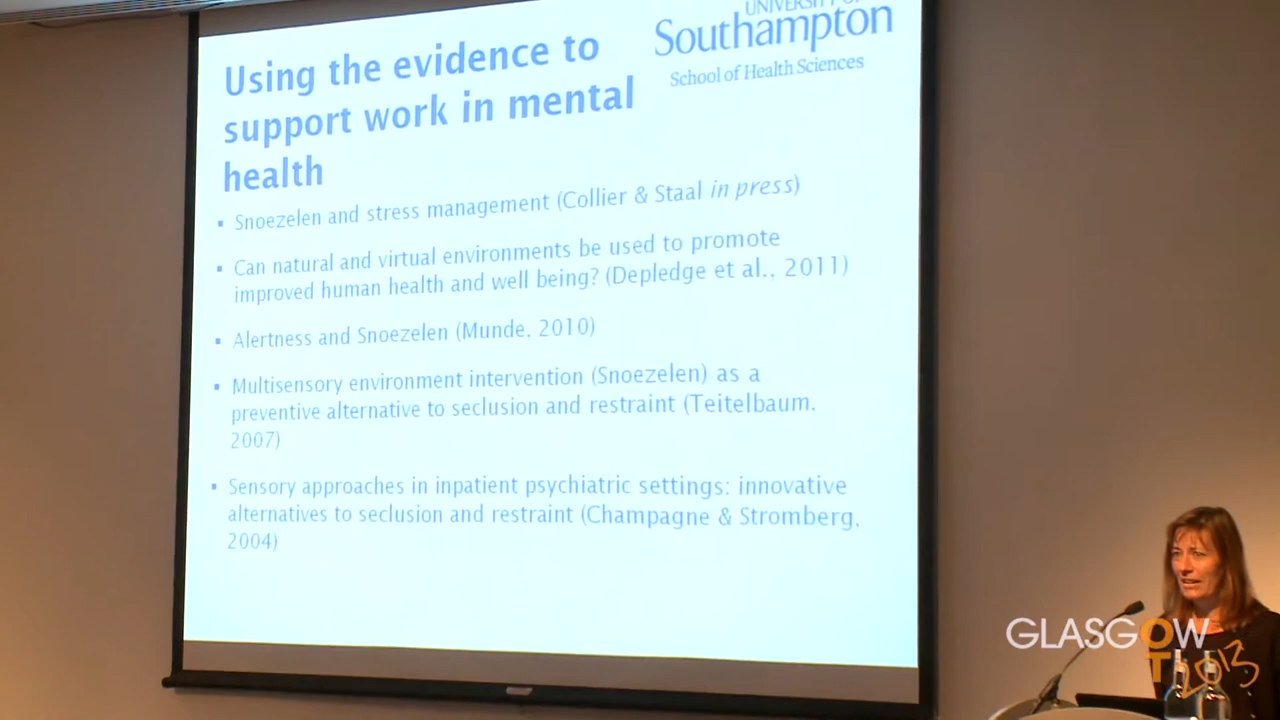 Using the evidence to
support work in mental
health
UNIVERSITY OF
Southampton
School of Health Sciences
▪ Snoezelen and stress management (Collier & Staal in press)
▪ Can natural and virtual environments be used to promote
improved human health and well being? (Depledge et al., 2011)
▪ Alertness and Snoezelen (Munde, 2010)
▪ Multisensory environment intervention (Snoezelen) as a
preventive alternative to seclusion and restraint (Teitelbaum,
2007)
▪ Sensory approaches in inpatient psychiatric settings: innovative
alternatives to seclusion and restraint (Champagne & Stromberg,
2004)
GLASGOW
OT 2013